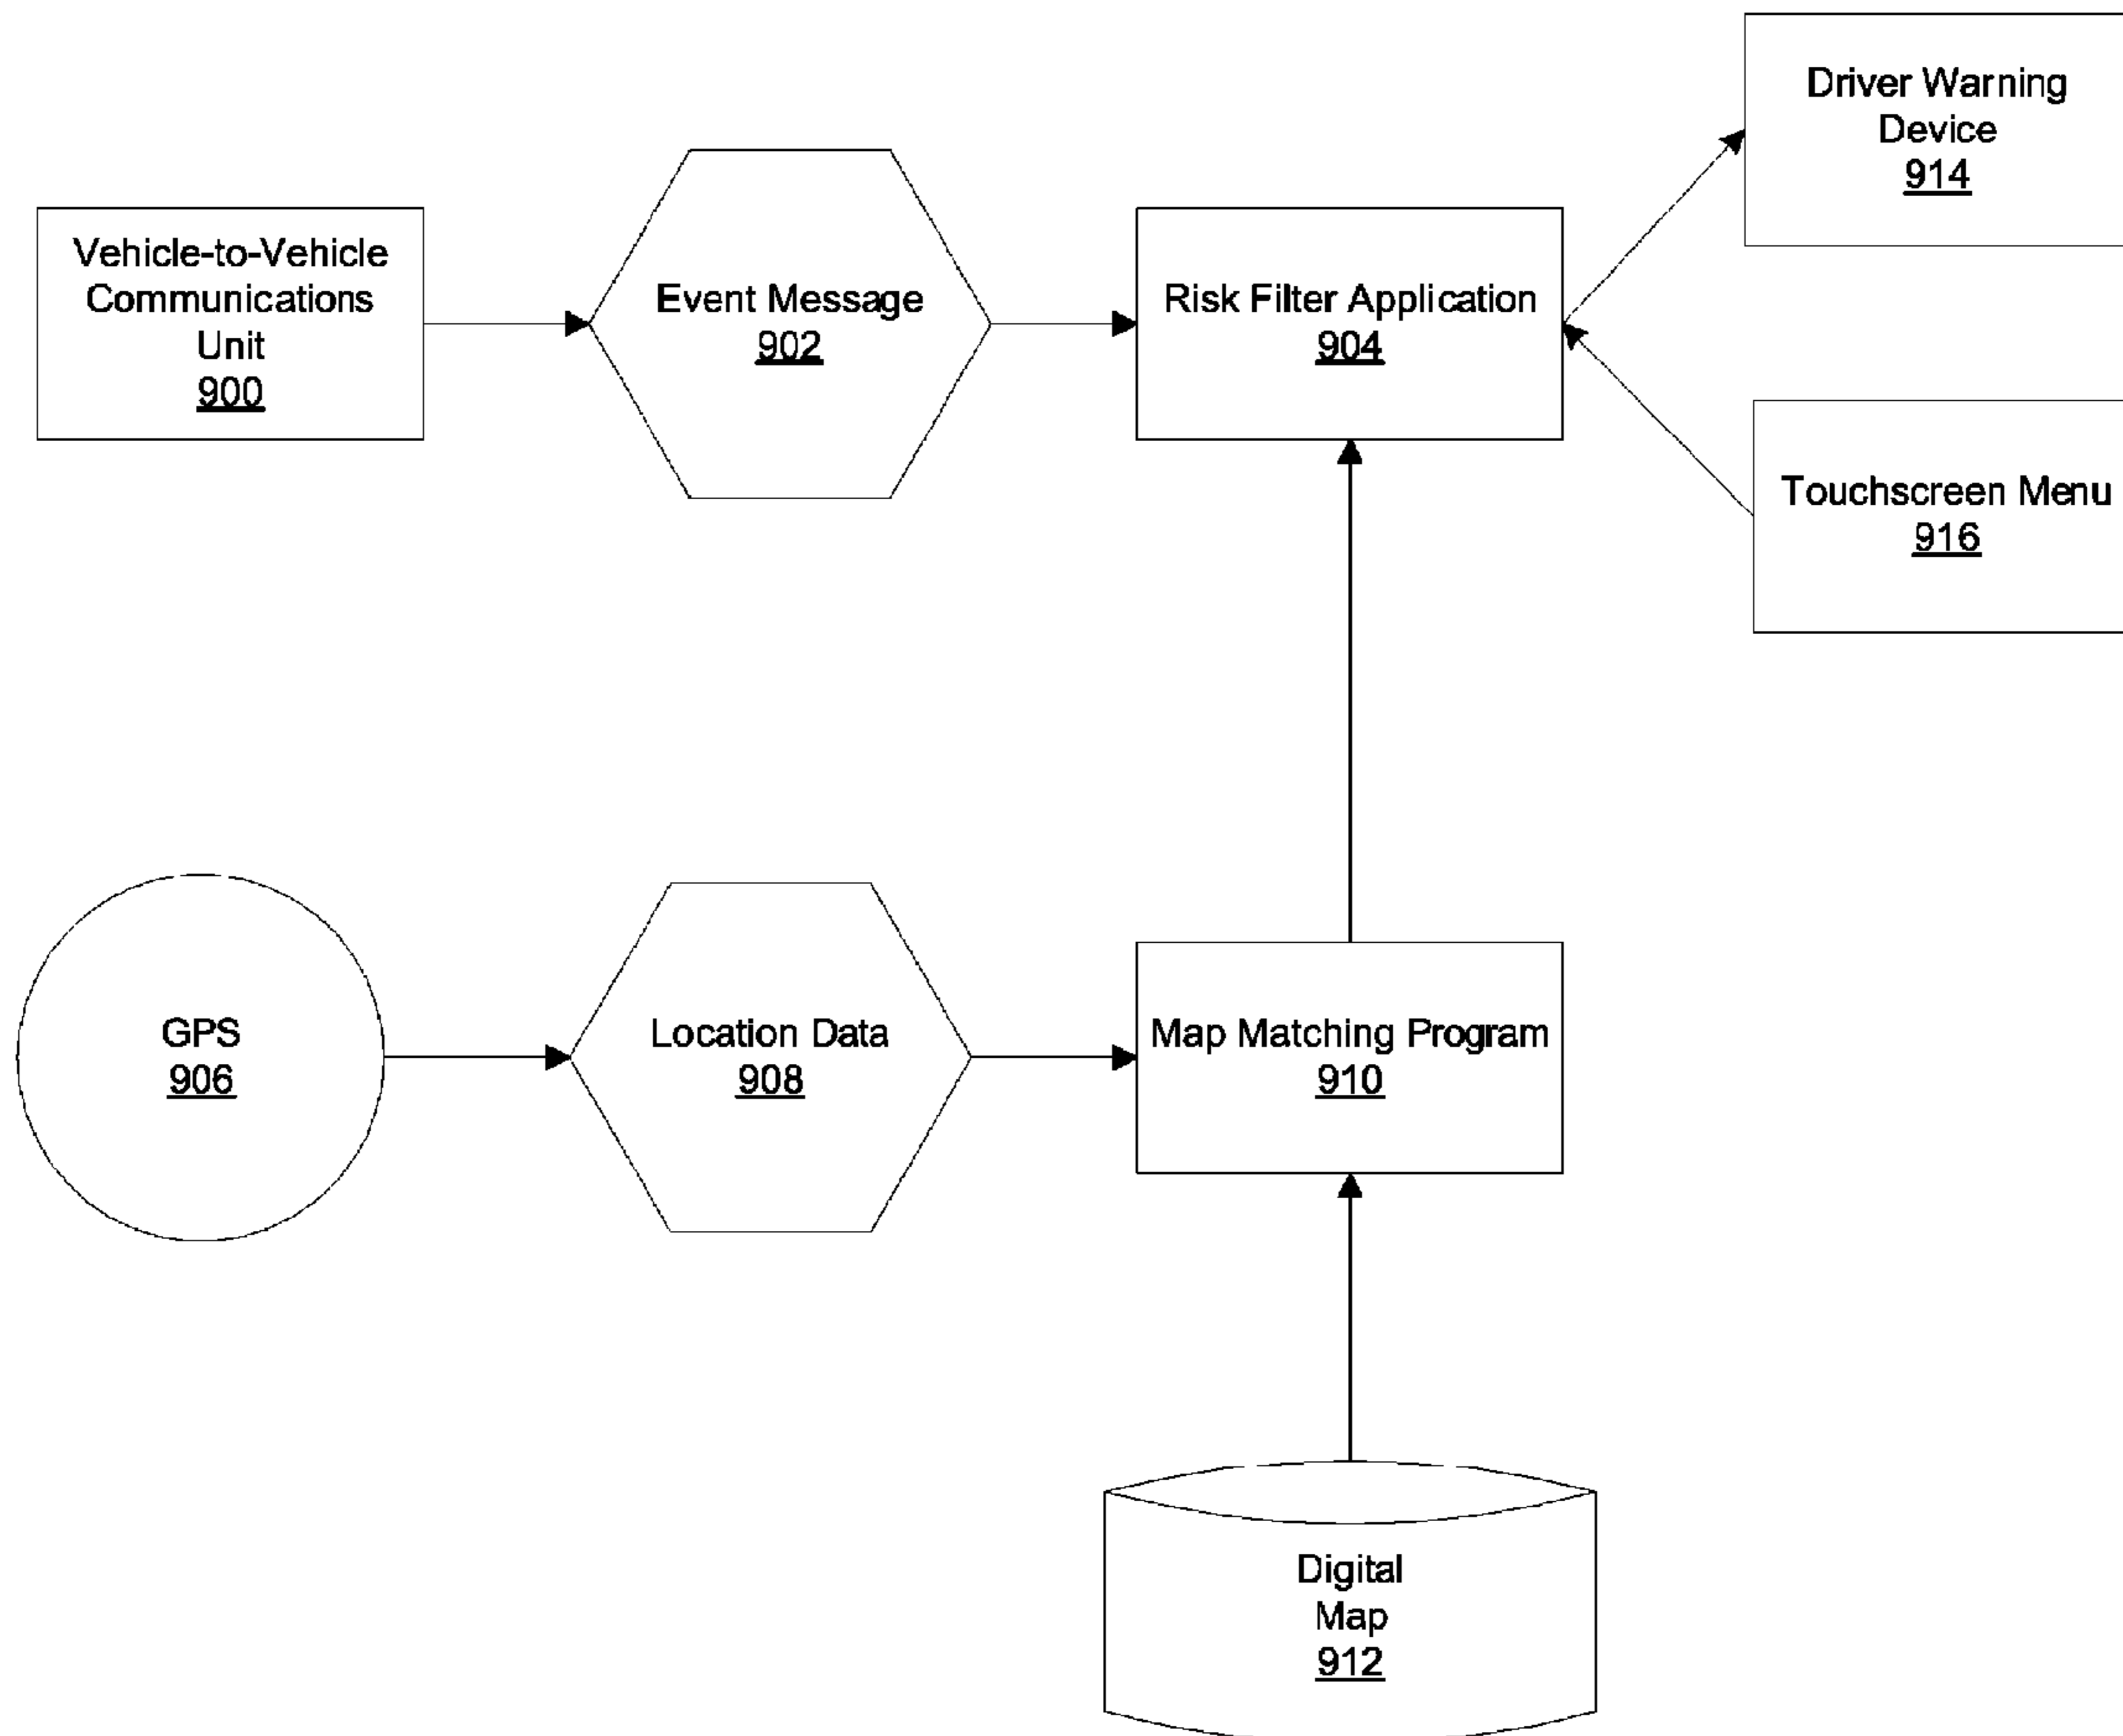 Driver Warning
Device
914
Vehicle-to-Vehicle
Communications
Unit
900
Event Message
902
Risk Filter Application
904
Touchscreen Menu
916
GPS
906
Location Data
908
Map Matching Program
910
Digital
Map
912